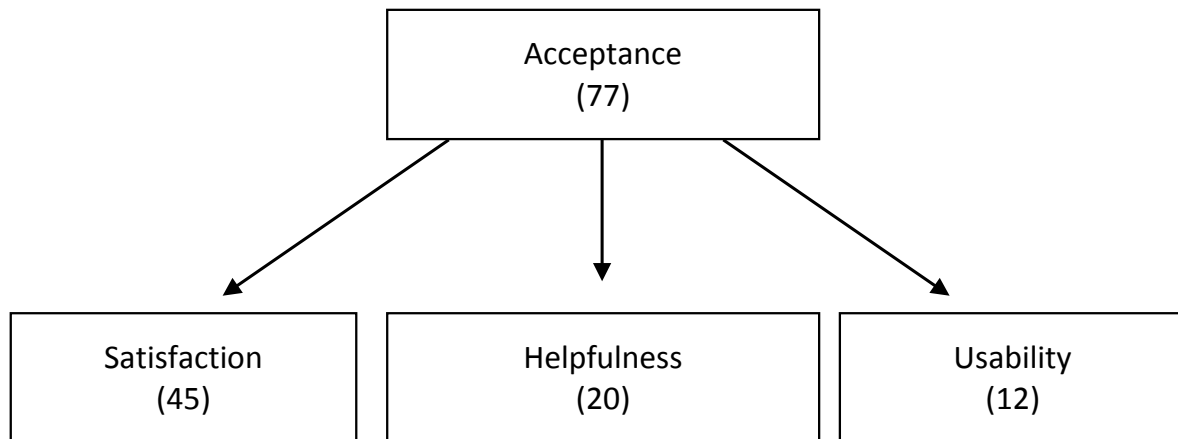 Acceptance
(77)
Satisfaction
(45)
Helpfulness
(20)
Usability
(12)